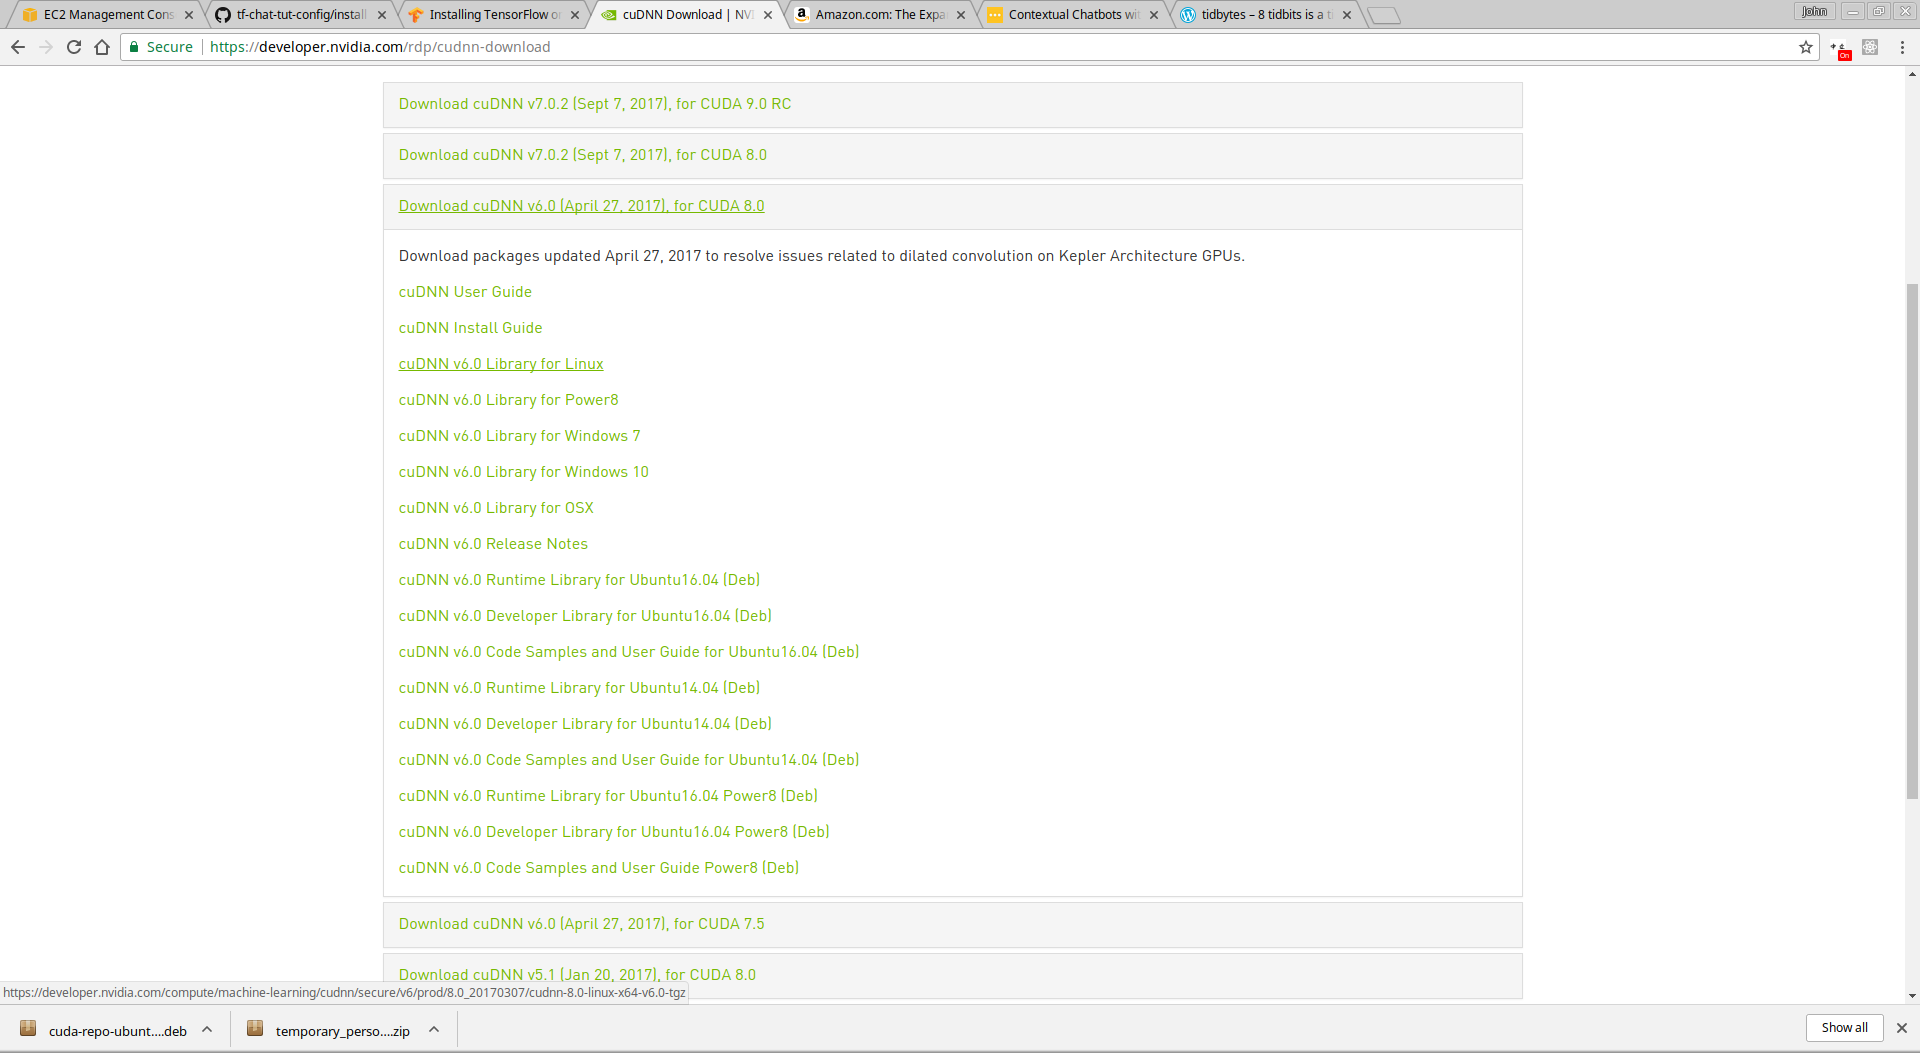 EC2 Management Cons
tf-chat-tut-config/install
Installing TensorFlow o
cuDNN Download | NV
Amazon.com: The Expa
Contextual Chatbots wi
tidbytes – 8 tidbits is a t
John
Secure
https://developer.nvidia.com/rdp/cudnn-download
On
Download cuDNN v7.0.2 (Sept 7, 2017), for CUDA 9.0 RC
Download cuDNN v7.0.2 (Sept 7, 2017), for CUDA 8.0
Download cuDNN v6.0 (April 27, 2017), for CUDA 8.0
Download packages updated April 27, 2017 to resolve issues related to dilated convolution on Kepler Architecture GPUs.
cuDNN User Guide
cuDNN Install Guide
cuDNN v6.0 Library for Linux
cuDNN v6.0 Library for Power8
cuDNN v6.0 Library for Windows 7
cuDNN v6.0 Library for Windows 10
cuDNN v6.0 Library for OSX
cuDNN v6.0 Release Notes
cuDNN v6.0 Runtime Library for Ubuntu16.04 (Deb)
cuDNN v6.0 Developer Library for Ubuntu16.04 (Deb)
cuDNN v6.0 Code Samples and User Guide for Ubuntu16.04 (Deb)
cuDNN v6.0 Runtime Library for Ubuntu14.04 (Deb)
cuDNN v6.0 Developer Library for Ubuntu14.04 (Deb)
cuDNN v6.0 Code Samples and User Guide for Ubuntu14.04 (Deb)
cuDNN v6.0 Runtime Library for Ubuntu16.04 Power8 (Deb)
cuDNN v6.0 Developer Library for Ubuntu16.04 Power8 (Deb)
cuDNN v6.0 Code Samples and User Guide Power8 (Deb)
Download cuDNN v6.0 (April 27, 2017), for CUDA 7.5
Download cuDNN v5.1 (Jan 20, 2017), for CUDA 8.0
https://developer.nvidia.com/compute/machine-learning/cudnn/secure/v6/prod/8.0_20170307/cudnn-8.0-linux-x64-v6.0-tgz
cuda-repo-ubunt....deb
temporary_perso....zip
Show all